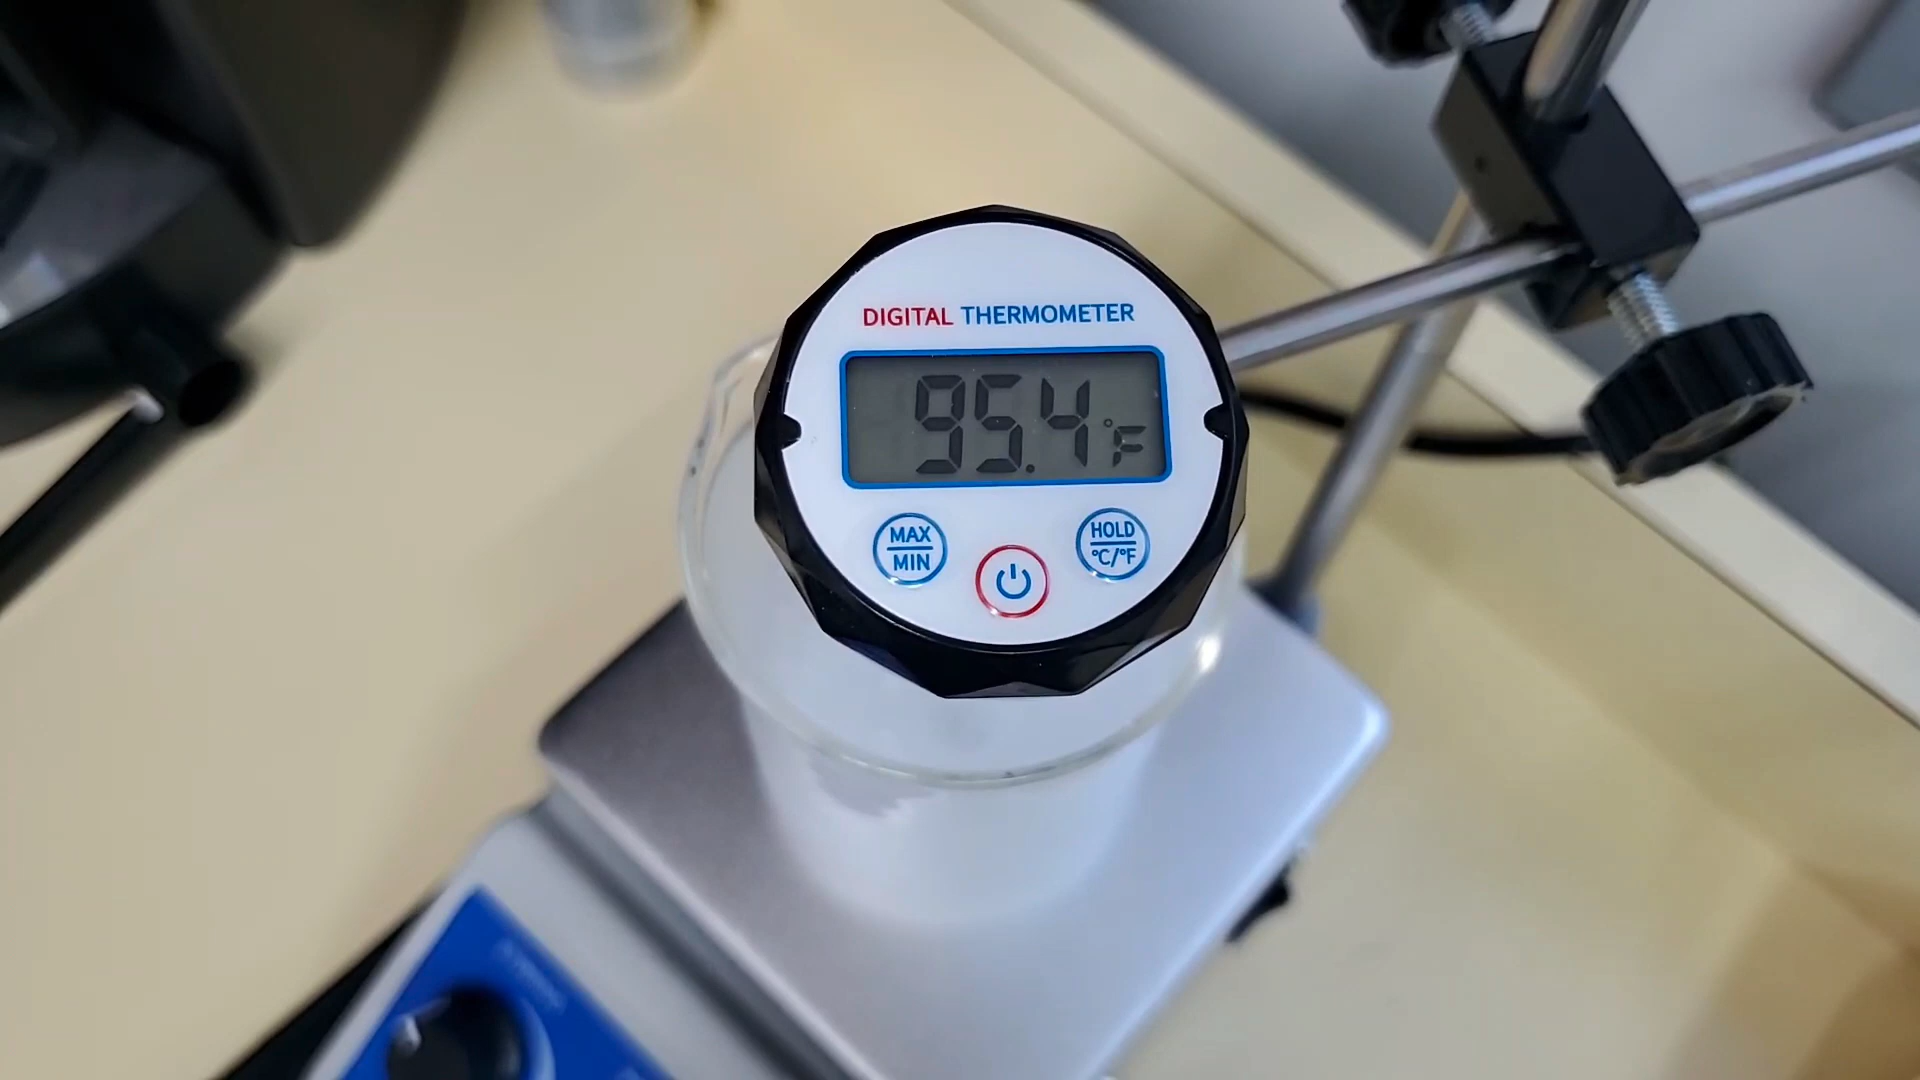 DIGITAL THERMOMETER
95.4 °F
MAX
MIN
HOLD
°C/°F